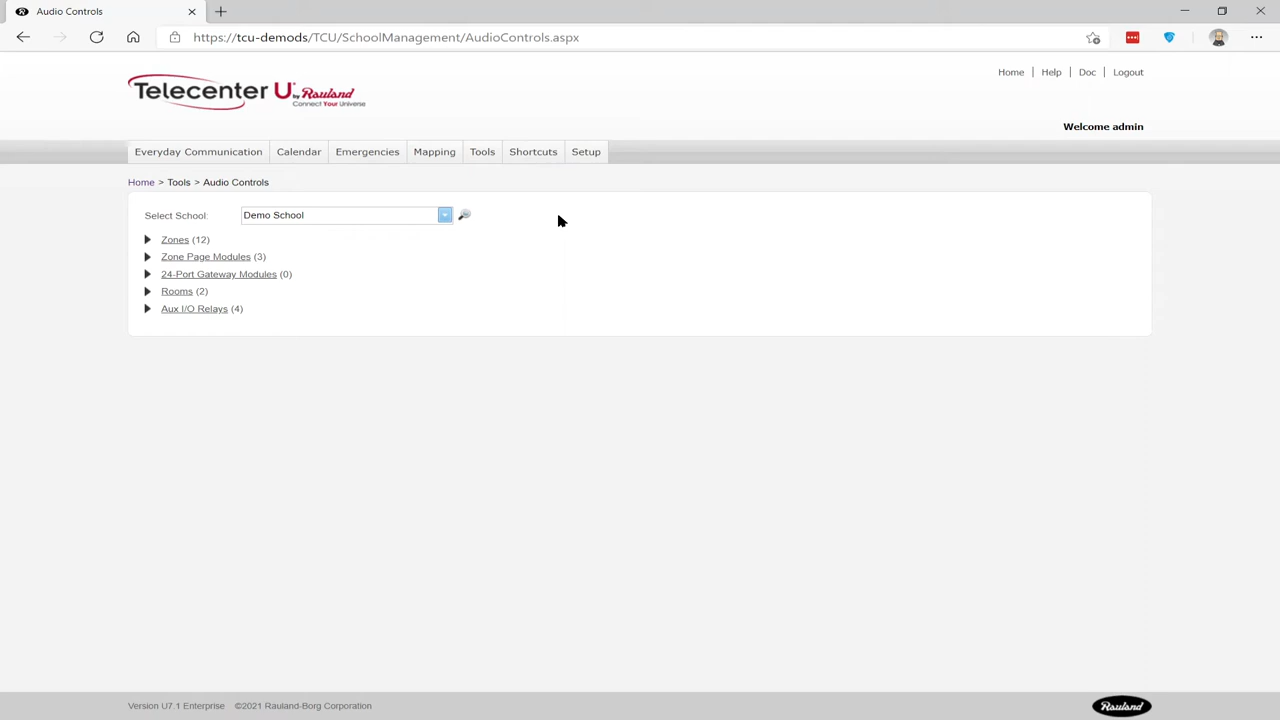 Audio Controls
https://tcu-demods/TCU/SchoolManagement/AudioControls.aspx
Telecenter U by Rauland
Connect Your Universe
Home | Help | Doc | Logout
Welcome admin
Everyday Communication Calendar Emergencies Mapping Tools Shortcuts Setup
Home > Tools > Audio Controls
Select School: Demo School
Zones (12)
Zone Page Modules (3)
24-Port Gateway Modules (0)
Rooms (2)
Aux I/O Relays (4)
Version U7.1 Enterprise ©2021 Rauland-Borg Corporation
Rauland